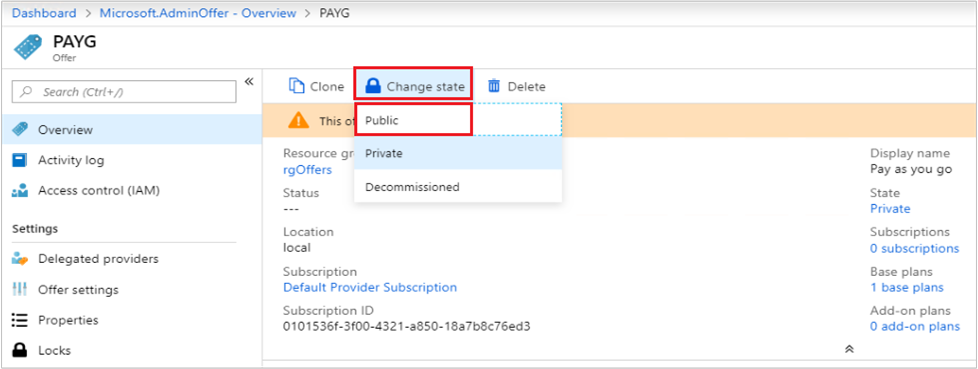 Dashboard > Microsoft.AdminOffer - Overview > PAYG
PAYG
Offer
Search (Ctrl+/)
«
Overview
Activity log
Access control (IAM)
Settings
Delegated providers
Offer settings
Properties
Locks
Clone
Change state
Delete
This
Public
Private
Decommissioned
Resource
rgOffers
Status
---
Location
local
Subscription
Default Provider Subscription
Subscription ID
0101536f-3f00-4321-a850-18a7b8c76ed3
Display name
Pay as you go
State
Private
Subscriptions
0 subscriptions
Base plans
1 base plans
Add-on plans
0 add-on plans